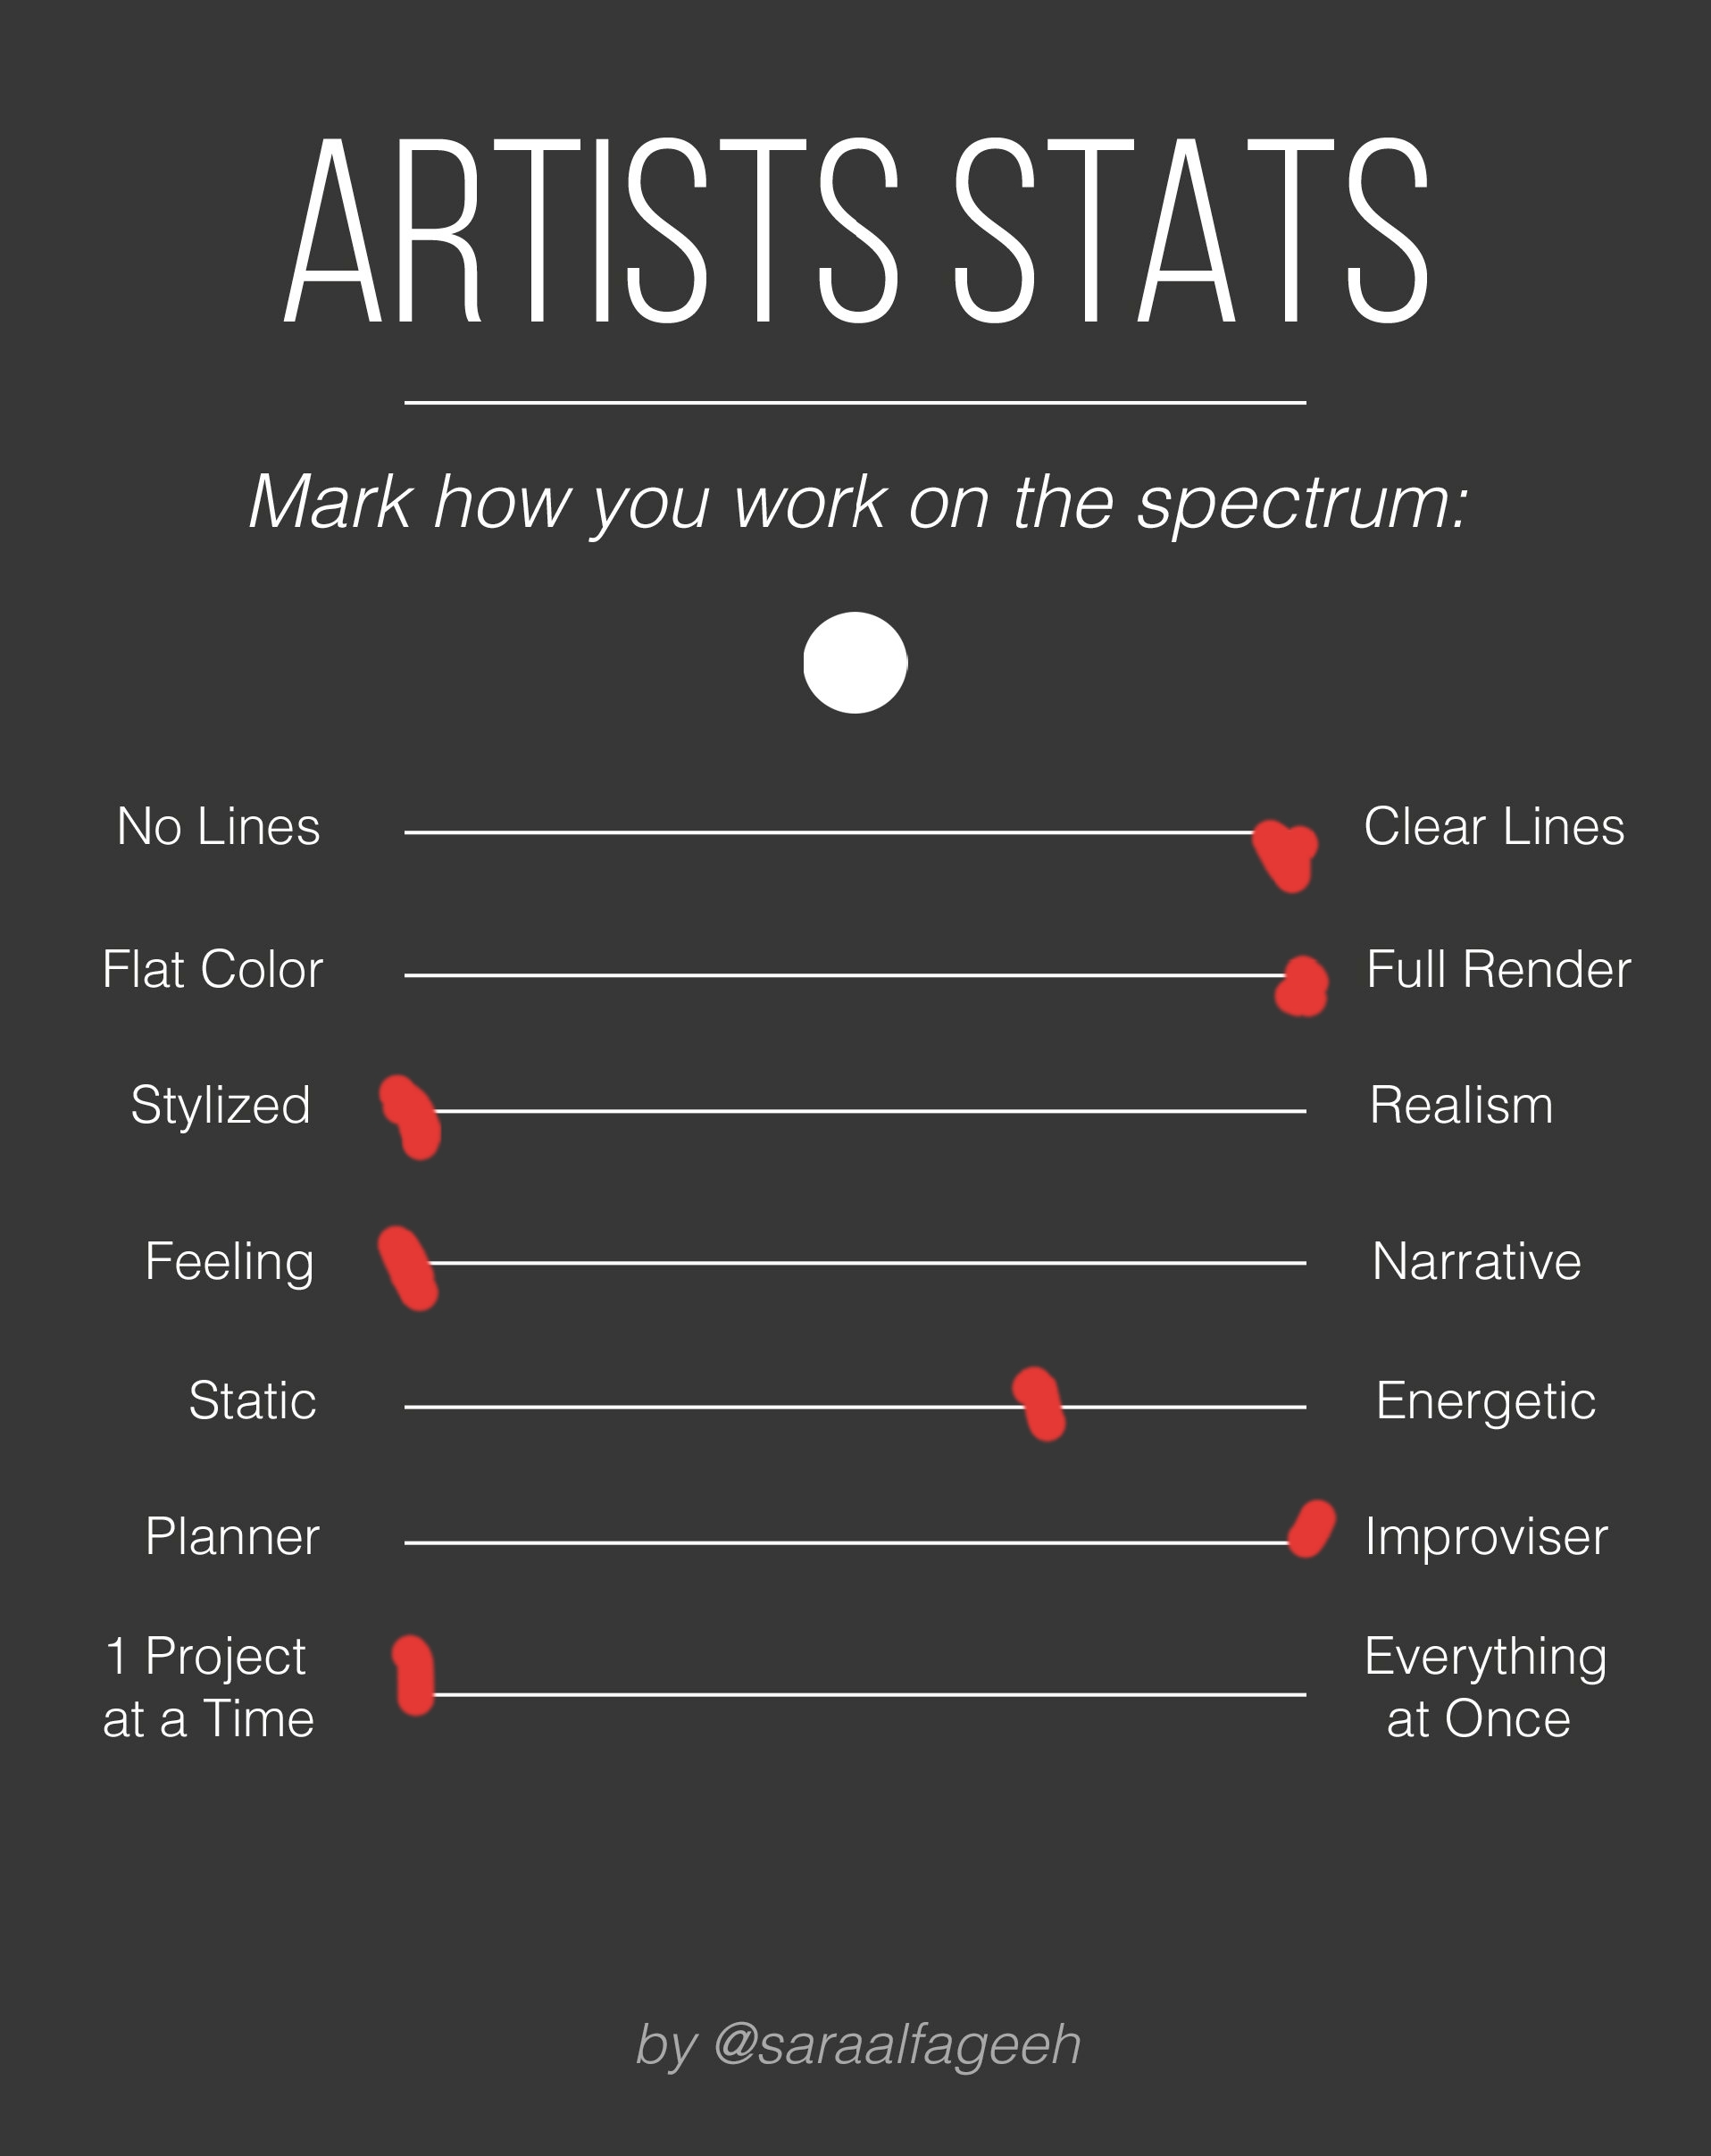 ARTISTS STATS
Mark how you work on the spectrum:
No Lines Clear Lines
Flat Color Full Render
Stylized Realism
Feeling Narrative
Static Energetic
Planner Improviser
1 Project Everything
at a Time at Once
by @saraalfageeh